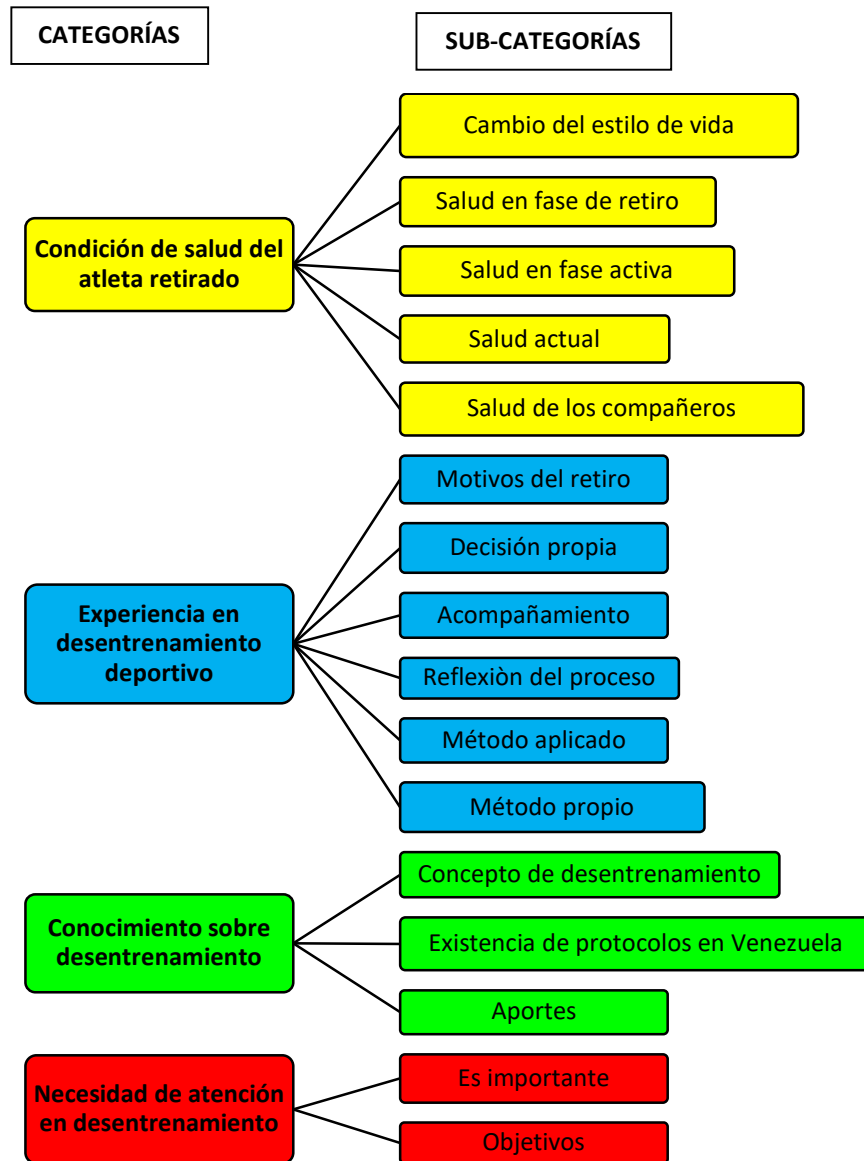 CATEGORÍAS
SUB-CATEGORÍAS
Condición de salud del
atleta retirado
Cambio del estilo de vida
Salud en fase de retiro
Salud en fase activa
Salud actual
Salud de los compañeros
Experiencia en
desentrenamiento
deportivo
Motivos del retiro
Decisión propia
Acompañamiento
Reflexiòn del proceso
Método aplicado
Método propio
Conocimiento sobre
desentrenamiento
Concepto de desentrenamiento
Existencia de protocolos en Venezuela
Aportes
Necesidad de atención
en desentrenamiento
Es importante
Objetivos